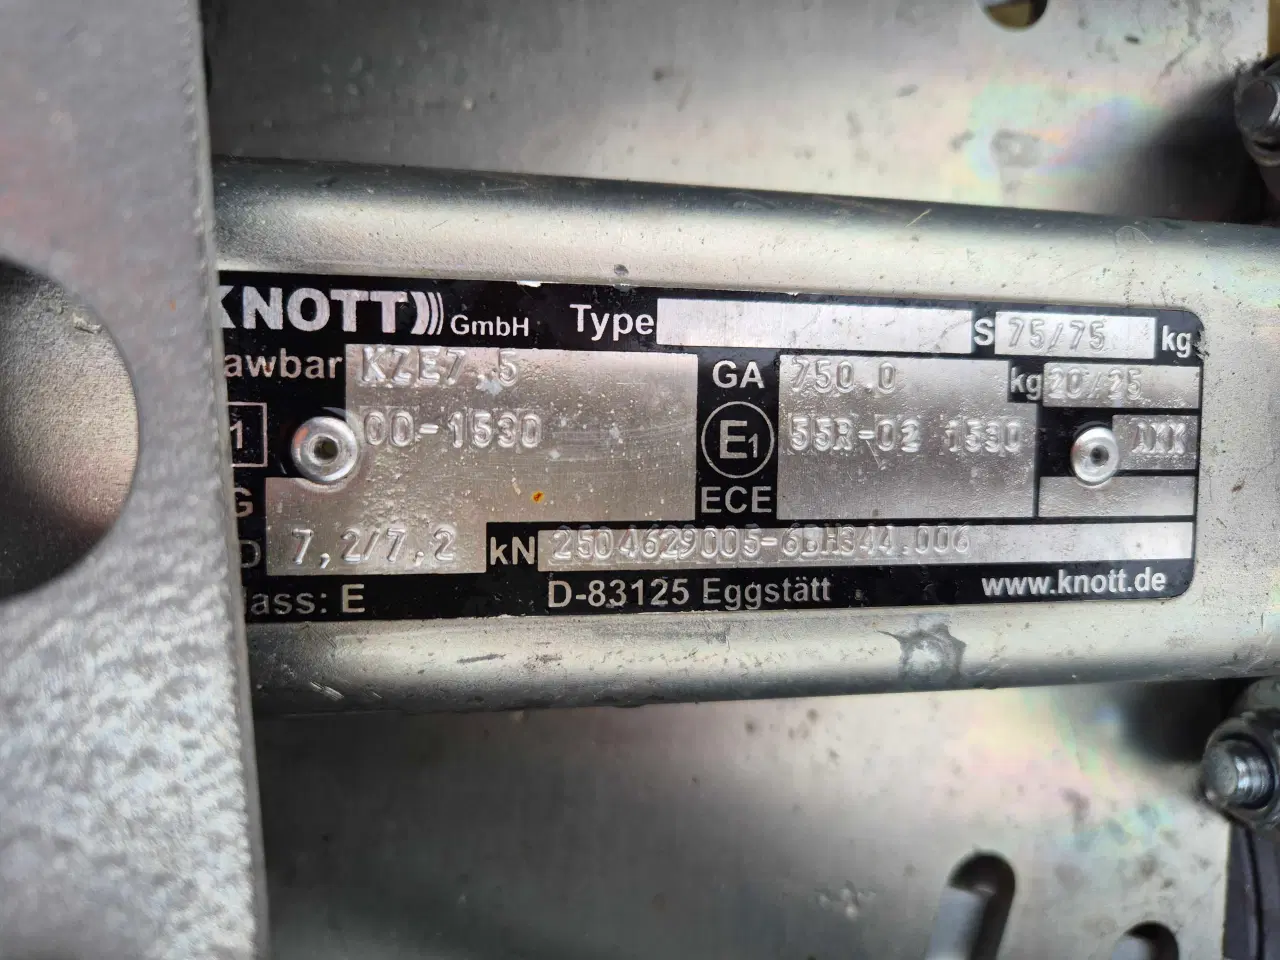 KNOTT GmbH Type S 75/75 kg
awbar KZE7.5 GA 750.0 kg 20/25
1 00-1530 E1 55R-02 1530
G ECE
D 7,2/7,2 kN 2504629005-6BH344.006
ass: E D-83125 Eggstätt www.knott.de